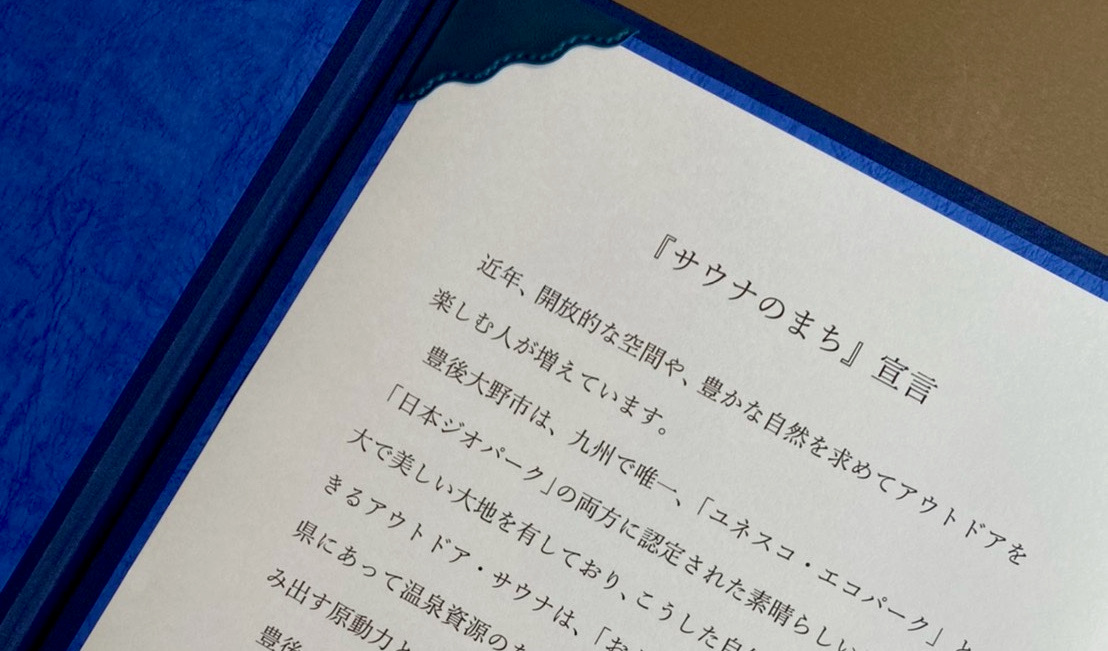 『サウナのまち』宣言
近年、開放的な空間や、豊かな自然を求めてアウトドアを
楽しむ人が増えています。
豊後大野市は、九州で唯一、「ユネスコ・エコパーク」と
「日本ジオパーク」の両方に認定された素晴らしい
大で美しい大地を有しており、こうした自
きるアウトドア・サウナは、「お
県にあって温泉資源の
み出す原動力と
豊後